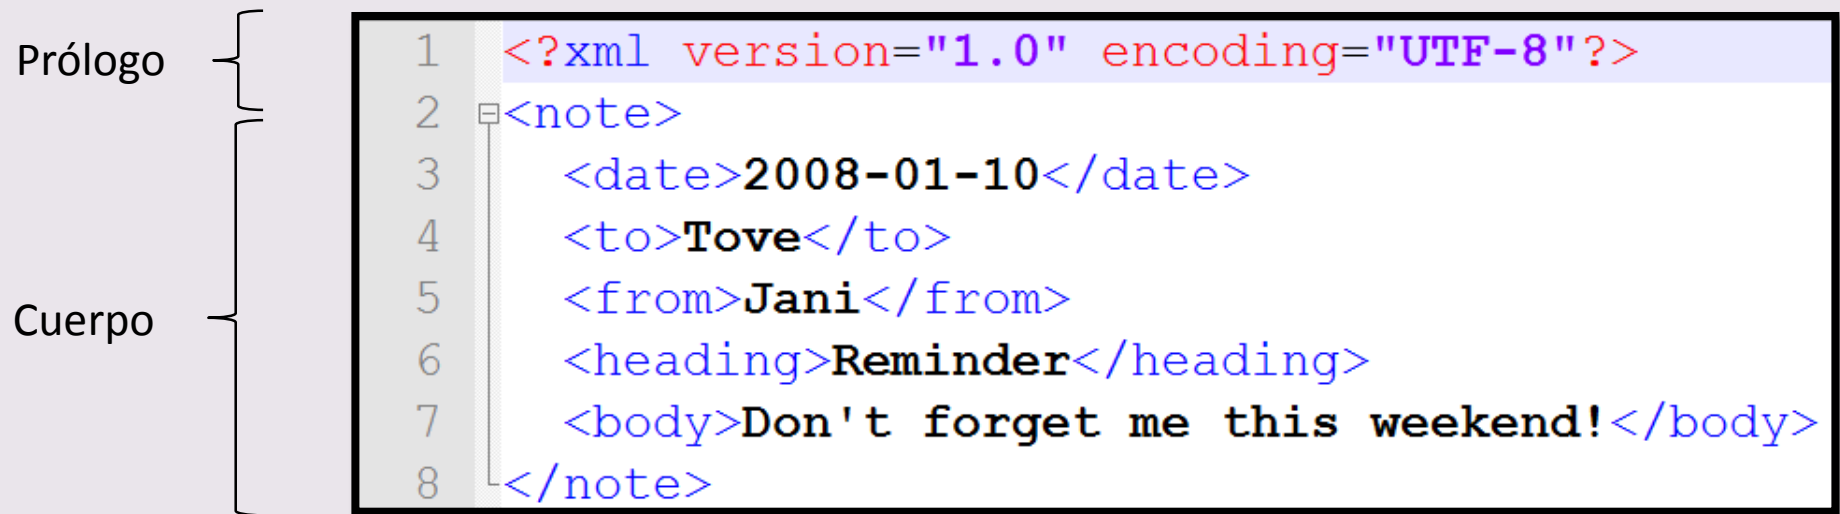 Prólogo
Cuerpo
1 <?xml version="1.0" encoding="UTF-8"?>
2 <note>
3 <date>2008-01-10</date>
4 <to>Tove</to>
5 <from>Jani</from>
6 <heading>Reminder</heading>
7 <body>Don't forget me this weekend!</body>
8 </note>